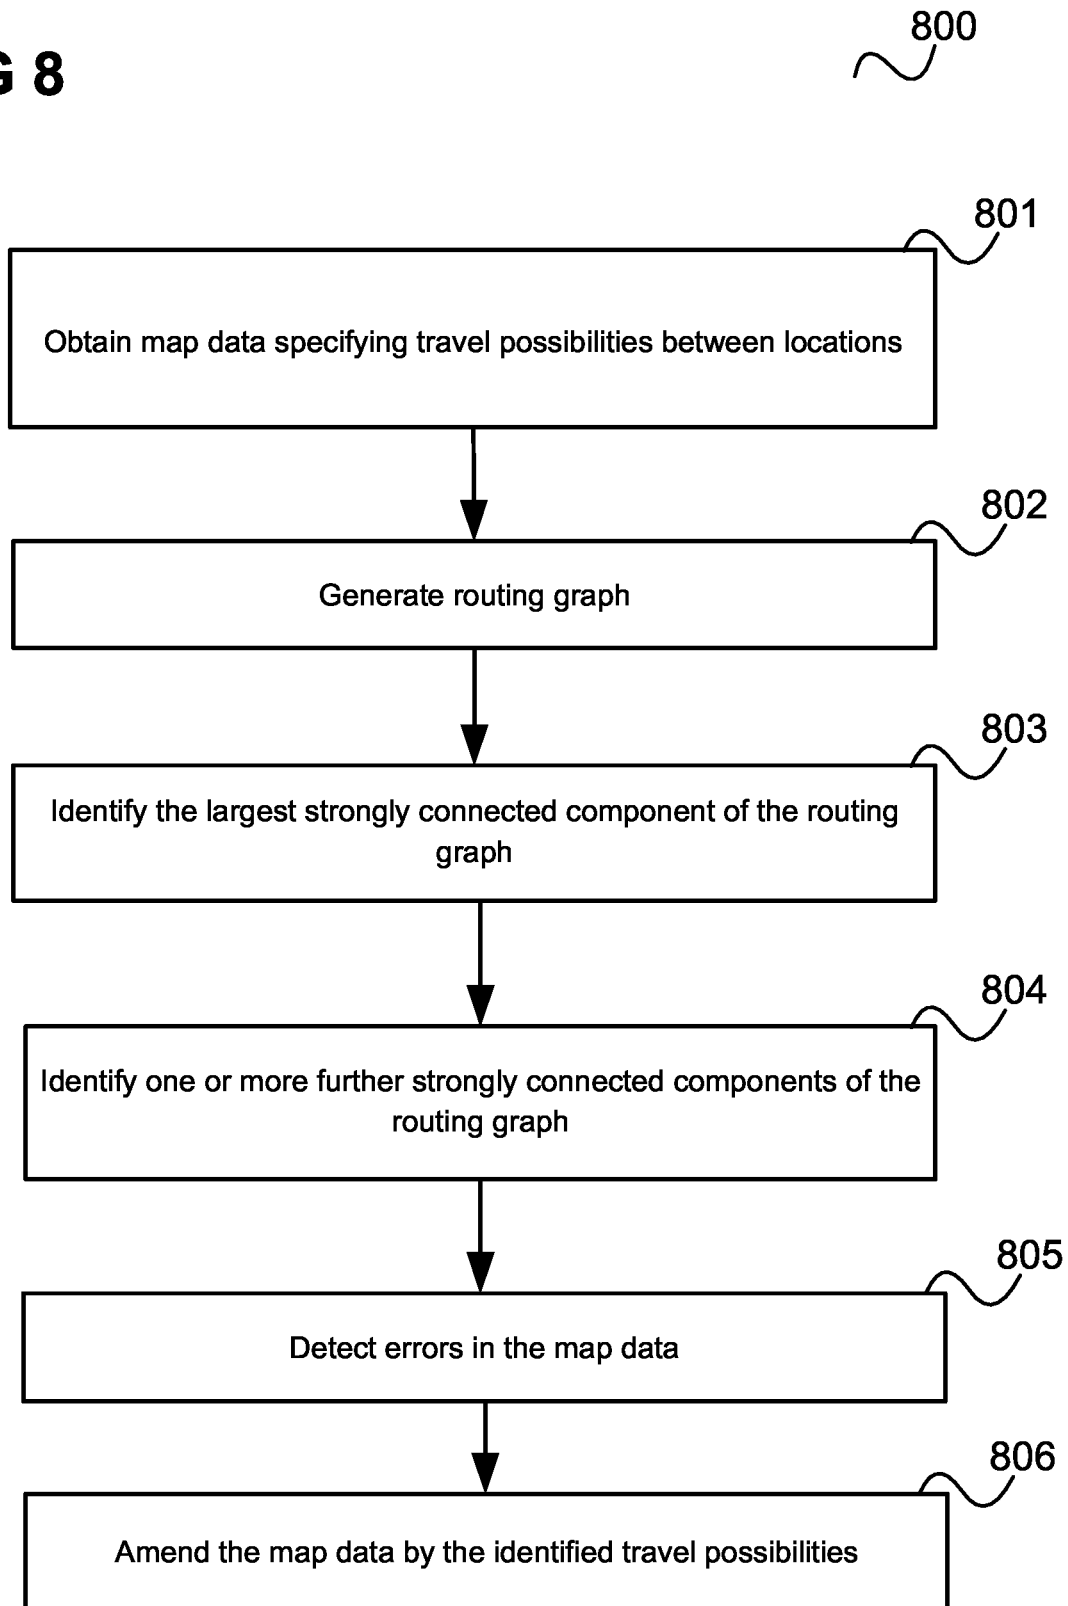 G 8
800
801
Obtain map data specifying travel possibilities between locations
802
Generate routing graph
803
Identify the largest strongly connected component of the routing
graph
804
Identify one or more further strongly connected components of the
routing graph
805
Detect errors in the map data
806
Amend the map data by the identified travel possibilities